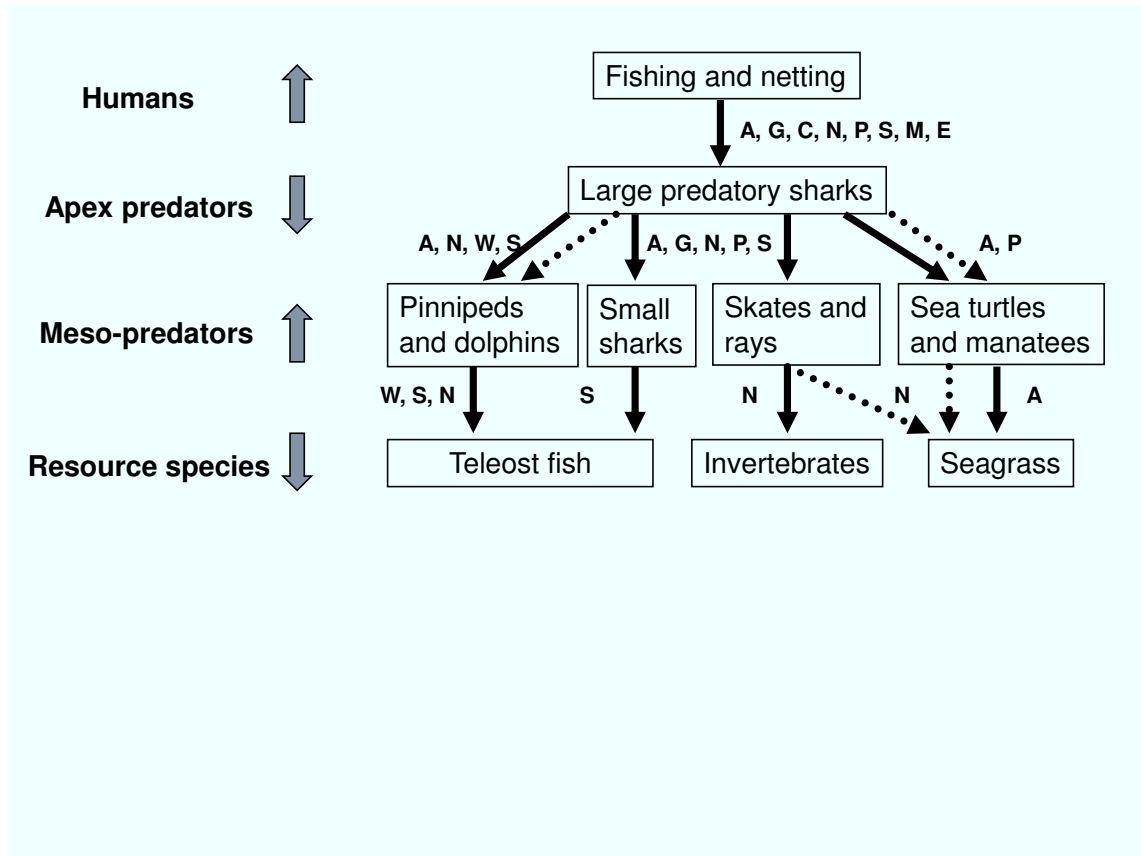 Fishing and netting
Humans
A, G, C, N, P, S, M, E
Large predatory sharks
Apex predators
A, N, W, S
A, G, N, P, S
A, P
Pinnipeds
and dolphins
Small
sharks
Skates and
rays
Sea turtles
and manatees
Meso-predators
W, S, N
S
N
N
A
Resource species
Teleost fish
Invertebrates
Seagrass